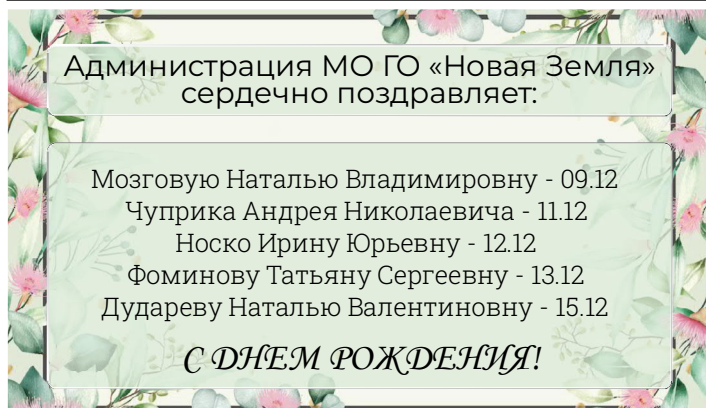 Администрация МО ГО «Новая Земля»
сердечно поздравляет:
Мозговую Наталью Владимировну - 09.12
Чуприка Андрея Николаевича - 11.12
Носко Ирину Юрьевну - 12.12
Фоминову Татьяну Сергеевну - 13.12
Дудареву Наталью Валентиновну - 15.12
С ДНЕМ РОЖДЕНИЯ!